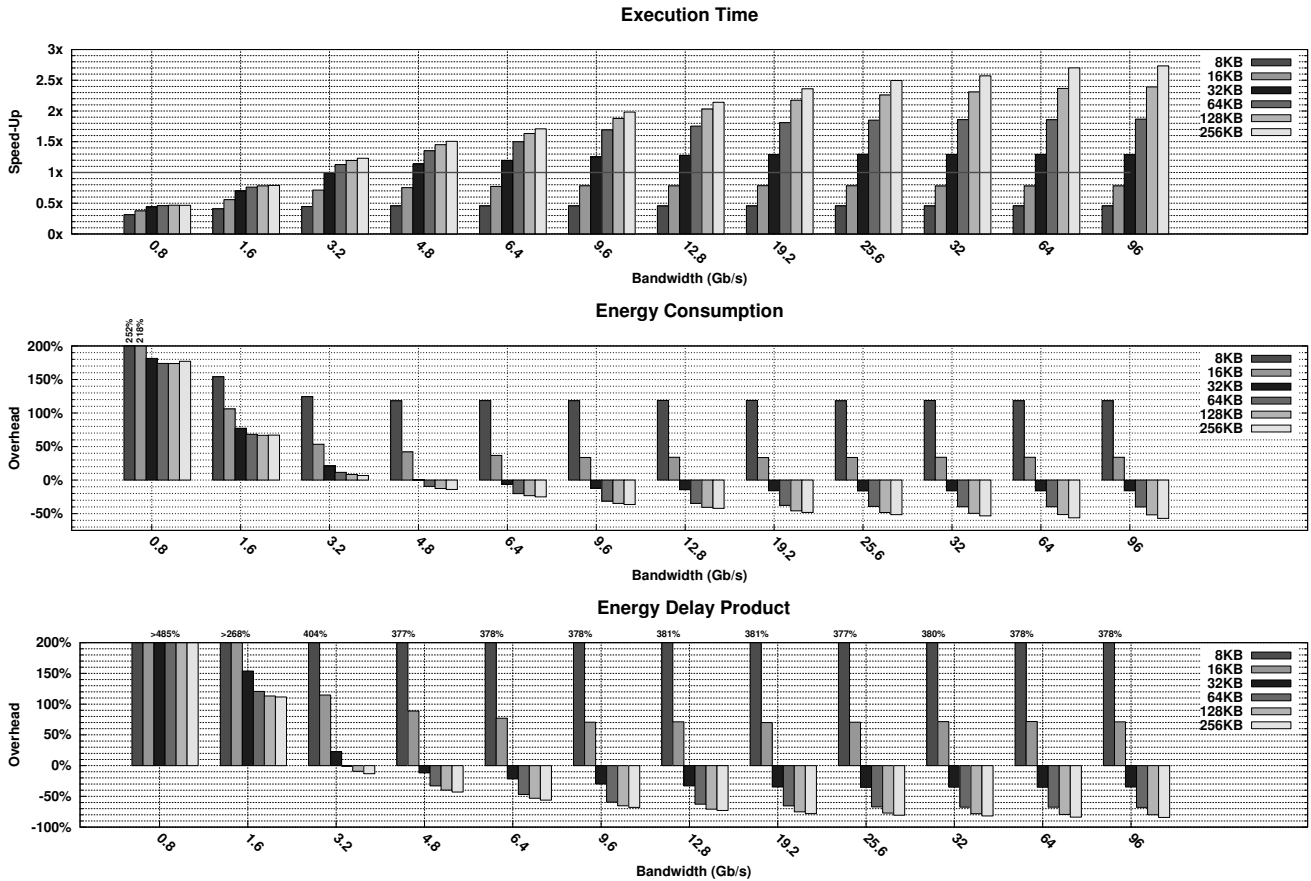 Execution Time
3x
2.5x
2x
1.5x
1x
0.5x
0x
Speed-Up
8KB
16KB
32KB
64KB
128KB
256KB
0.8 1.6 3.2 4.8 6.4 9.6 12.8 19.2 25.6 32 64 96
Bandwidth (Gb/s)
Energy Consumption
252%
218%
200%
150%
100%
50%
0%
-50%
Overhead
8KB
16KB
32KB
64KB
128KB
256KB
0.8 1.6 3.2 4.8 6.4 9.6 12.8 19.2 25.6 32 64 96
Bandwidth (Gb/s)
Energy Delay Product
>485% >268% 404% 377% 378% 378% 381% 381% 377% 380% 378% 378%
200%
150%
100%
50%
0%
-50%
-100%
Overhead
8KB
16KB
32KB
64KB
128KB
256KB
0.8 1.6 3.2 4.8 6.4 9.6 12.8 19.2 25.6 32 64 96
Bandwidth (Gb/s)